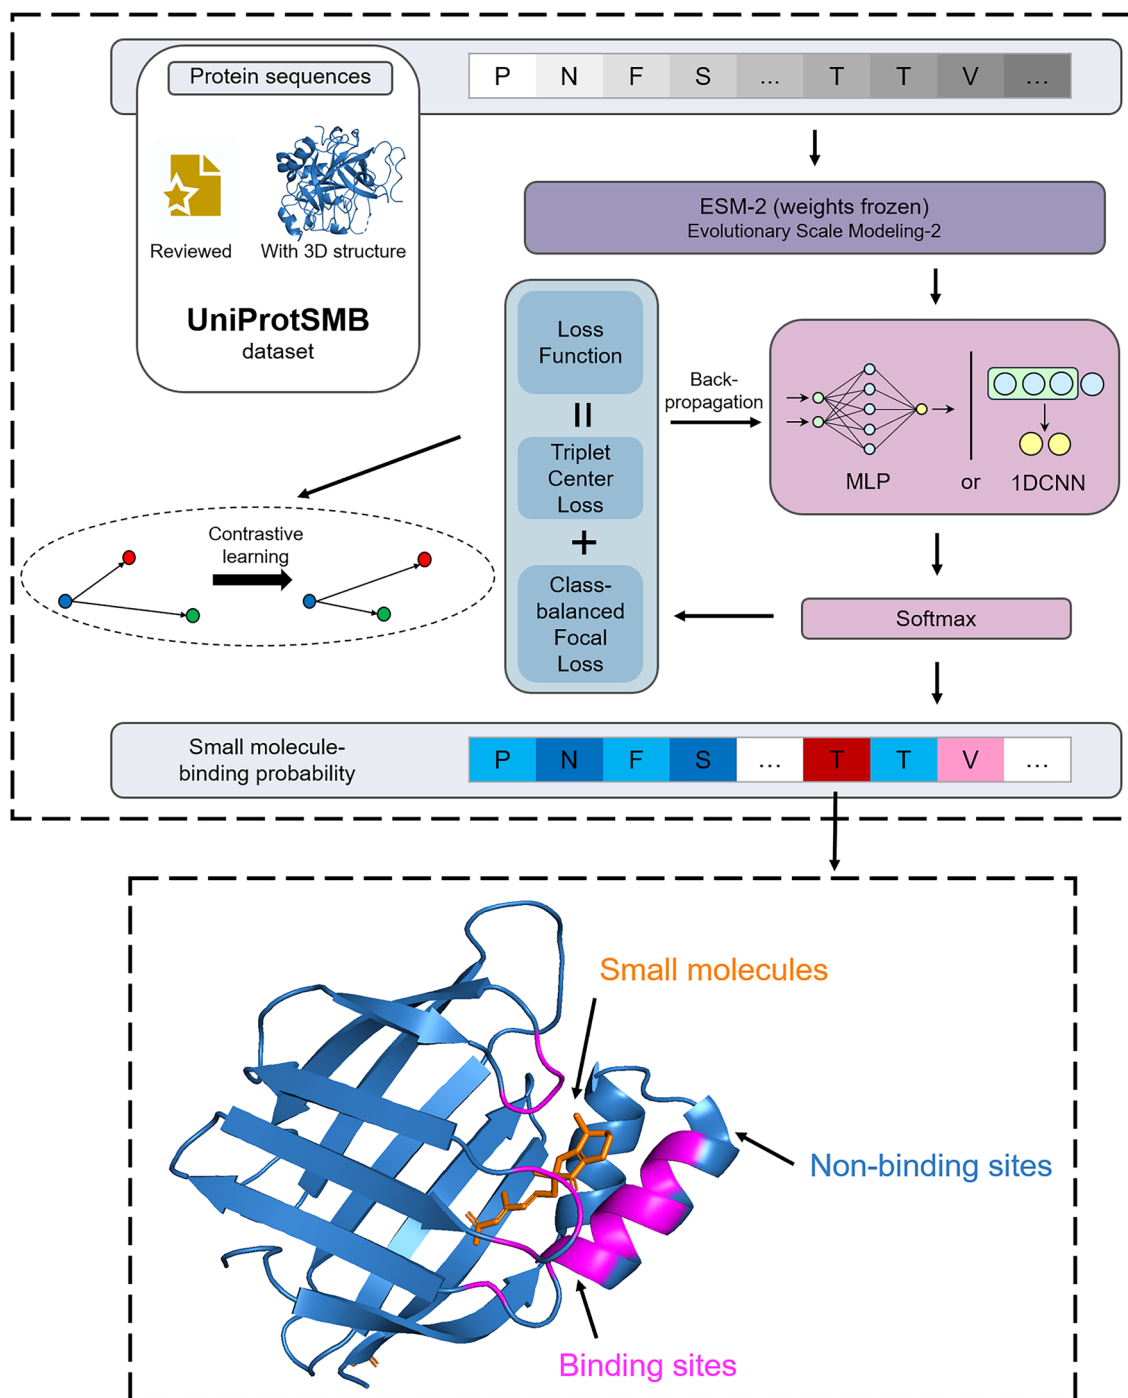 Protein sequences
P N F S ... T T V ...
Reviewed
With 3D structure
UniProtSMB
dataset
ESM-2 (weights frozen)
Evolutionary Scale Modeling-2
Loss
Function
=
Triplet
Center
Loss
+
Class-
balanced
Focal
Loss
Back-
propagation
MLP
or
1DCNN
Contrastive
learning
Softmax
Small molecule-
binding probability
P N F S ... T T V ...
Small molecules
Non-binding sites
Binding sites